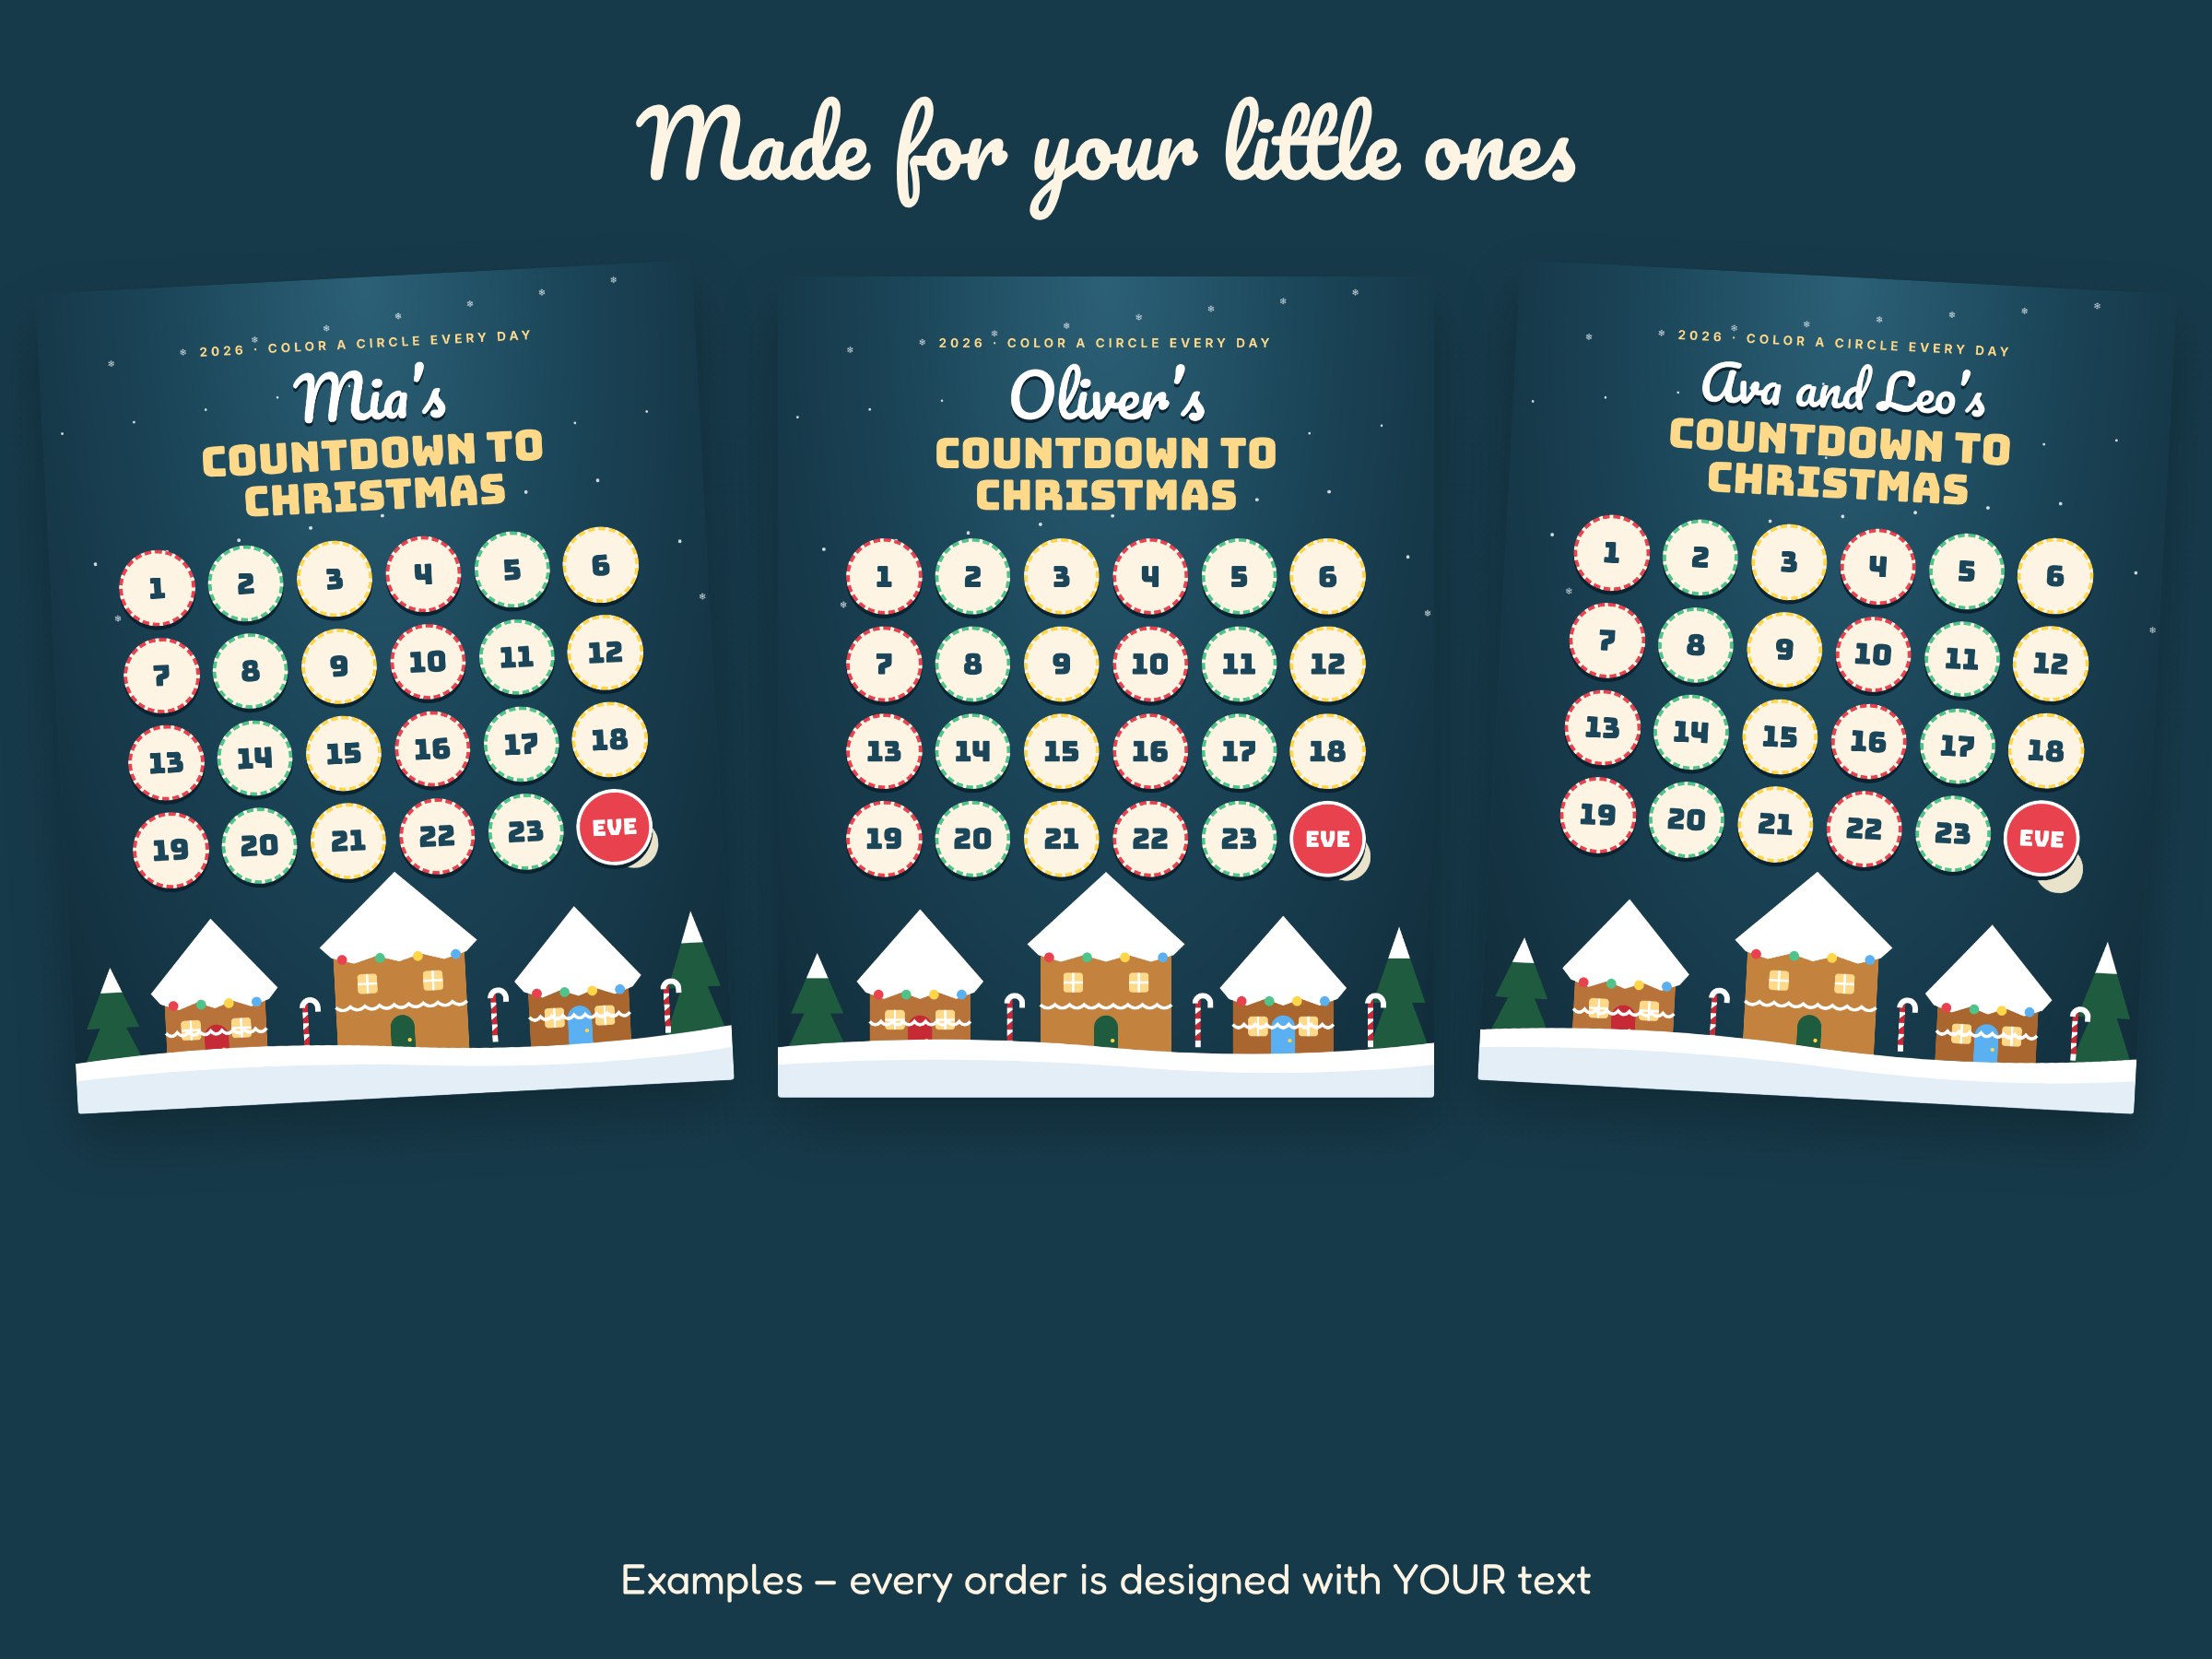 Made for your little ones
2026 · COLOR A CIRCLE EVERY DAY
Mia's
COUNTDOWN TO
CHRISTMAS
1 2 3 4 5 6
7 8 9 10 11 12
13 14 15 16 17 18
19 20 21 22 23 EVE
2026 · COLOR A CIRCLE EVERY DAY
Oliver's
COUNTDOWN TO
CHRISTMAS
1 2 3 4 5 6
7 8 9 10 11 12
13 14 15 16 17 18
19 20 21 22 23 EVE
2026 · COLOR A CIRCLE EVERY DAY
Ava and Leo's
COUNTDOWN TO
CHRISTMAS
1 2 3 4 5 6
7 8 9 10 11 12
13 14 15 16 17 18
19 20 21 22 23 EVE
Examples – every order is designed with YOUR text